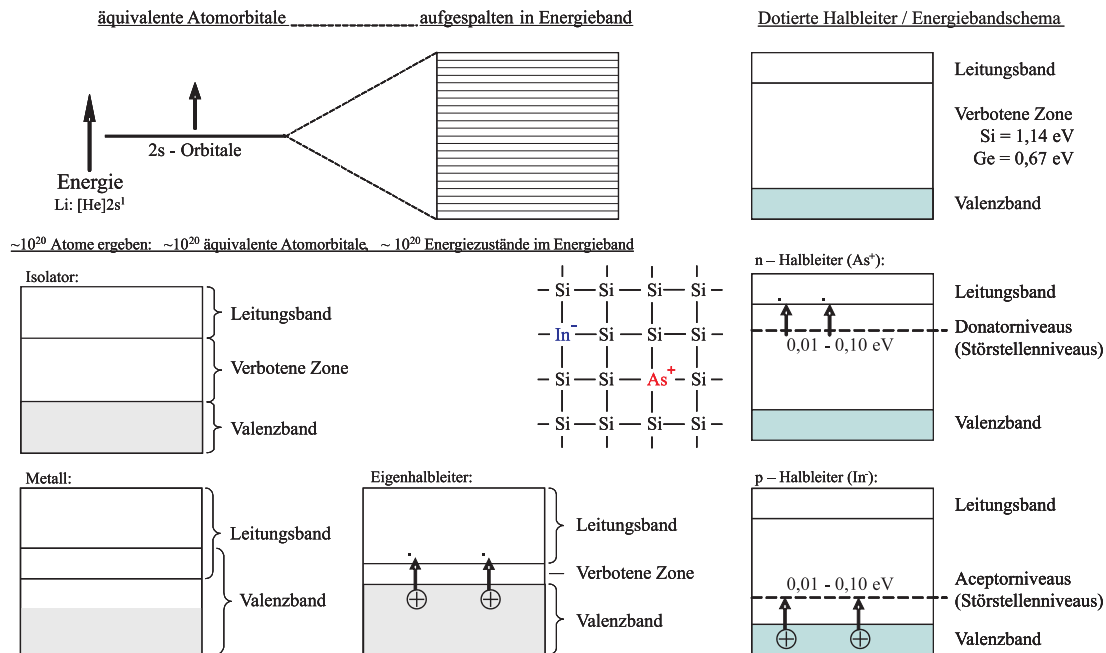 äquivalente Atomorbitale ............... aufgespalten in Energieband
2s - Orbitale
Energie
Li: [He]2s¹
~10²⁰ Atome ergeben: ~10²⁰ äquivalente Atomorbitale, ~ 10²⁰ Energiezustände im Energieband
Isolator:
Leitungsband
Verbotene Zone
Valenzband
Si Si Si Si
In⁻ Si Si Si
Si Si As⁺ Si
Si Si Si Si
Metall:
Leitungsband
Valenzband
Eigenhalbleiter:
Leitungsband
Verbotene Zone
Valenzband
Dotierte Halbleiter / Energiebandschema
Leitungsband
Verbotene Zone
Si = 1,14 eV
Ge = 0,67 eV
Valenzband
n – Halbleiter (As⁺):
Leitungsband
Donatorniveaus
(Störstellenniveaus)
0,01 - 0,10 eV
Valenzband
p – Halbleiter (In⁻):
Leitungsband
0,01 - 0,10 eV
Aceptorniveaus
(Störstellenniveaus)
Valenzband